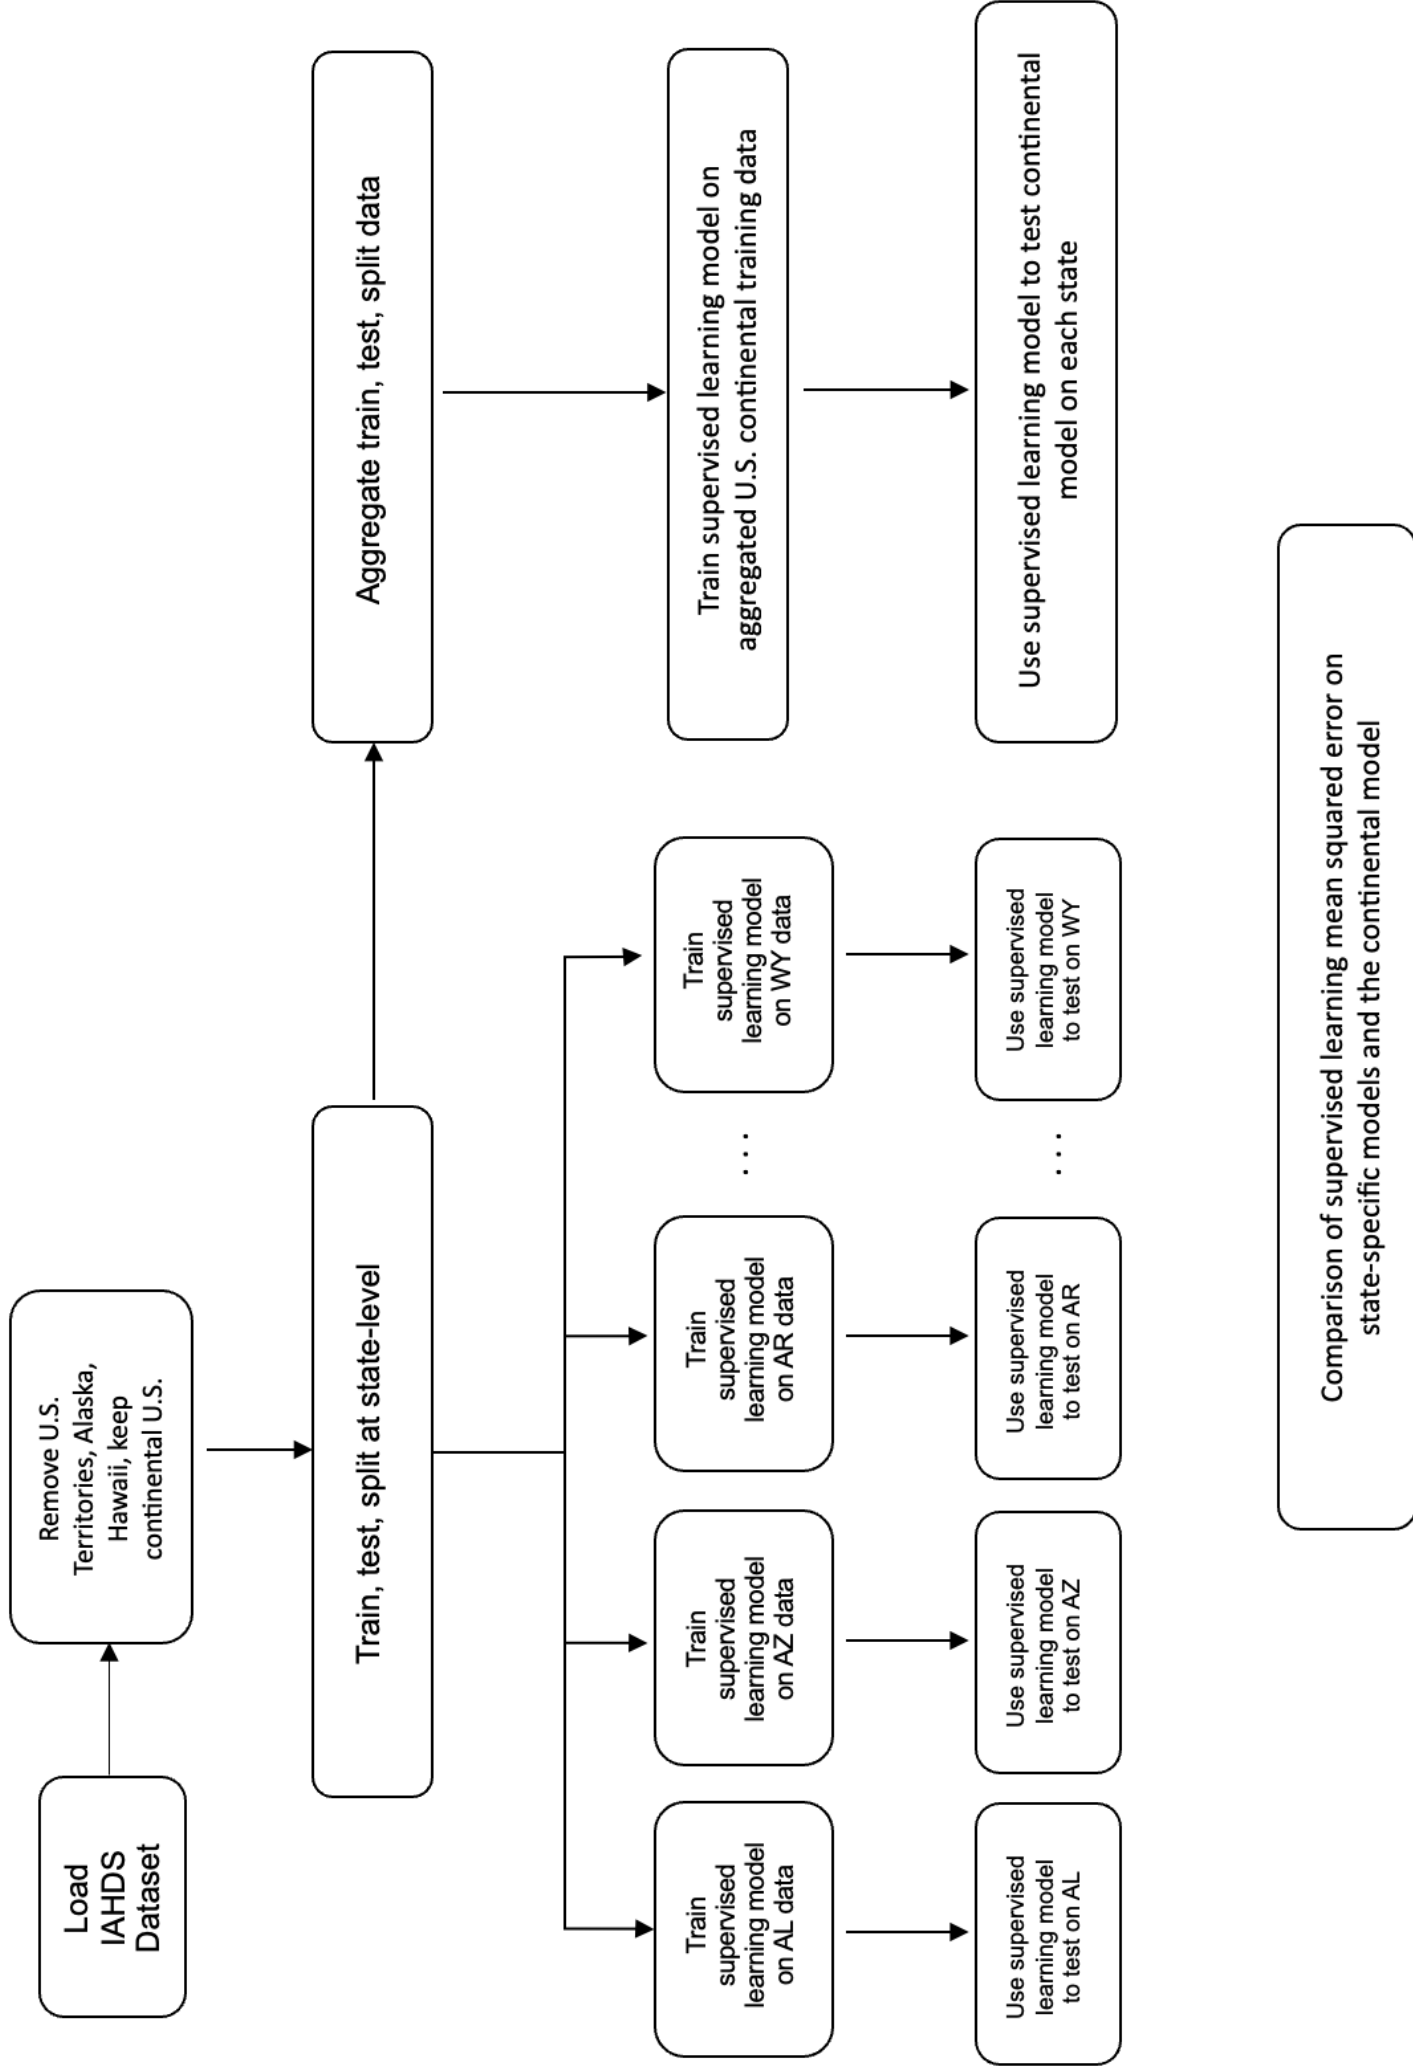 Load
IAHDS
Dataset
Remove U.S.
Territories, Alaska,
Hawaii, keep
continental U.S.
Train, test, split at state-level
Aggregate train, test, split data
Train
supervised
learning model
on AL data
Train
supervised
learning model
on AZ data
Train
supervised
learning model
on AR data
. . .
Train
supervised
learning model
on WY data
Train supervised learning model on
aggregated U.S. continental training data
Use supervised
learning model
to test on AL
Use supervised
learning model
to test on AZ
Use supervised
learning model
to test on AR
. . .
Use supervised
learning model
to test on WY
Use supervised learning model to test continental
model on each state
Comparison of supervised learning mean squared error on
state-specific models and the continental model